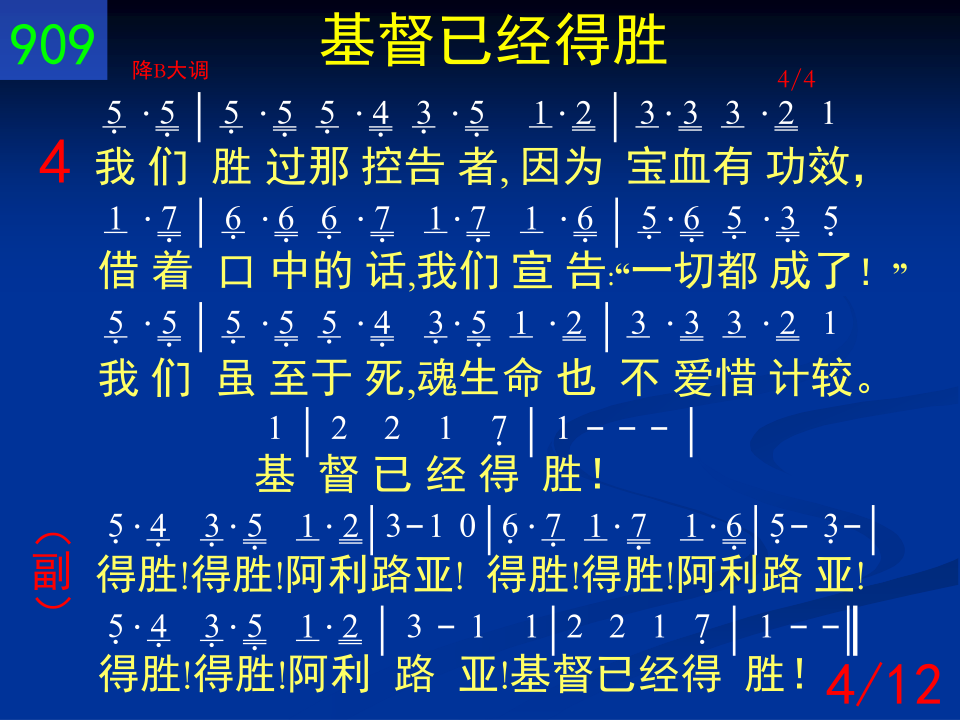 909
基督已经得胜
降B大调
4/4
5 · 5 | 5 · 5 5 · 4 3 · 5 1 · 2 | 3 · 3 3 · 2 1
4
我 们 胜 过那 控告 者, 因为 宝血有 功效，
1 · 7 | 6 · 6 6 · 7 1 · 7 1 · 6 | 5 · 6 5 · 3 5
借 着 口 中的 话,我们 宣 告:“一切都 成了！”
5 · 5 | 5 · 5 5 · 4 3 · 5 1 · 2 | 3 · 3 3 · 2 1
我 们 虽 至于 死,魂生命 也 不 爱惜 计较。
1 | 2 2 1 7 | 1 - - - |
基 督 已 经 得 胜！
5 · 4 3 · 5 1 · 2 | 3 - 1 0 | 6 · 7 1 · 7 1 · 6 | 5 - 3 - |
（副）
得胜!得胜!阿利路亚! 得胜!得胜!阿利路 亚!
5 · 4 3 · 5 1 · 2 | 3 - 1 1 | 2 2 1 7 | 1 - - ‖
得胜!得胜!阿利 路 亚!基督已经得 胜！
4/12